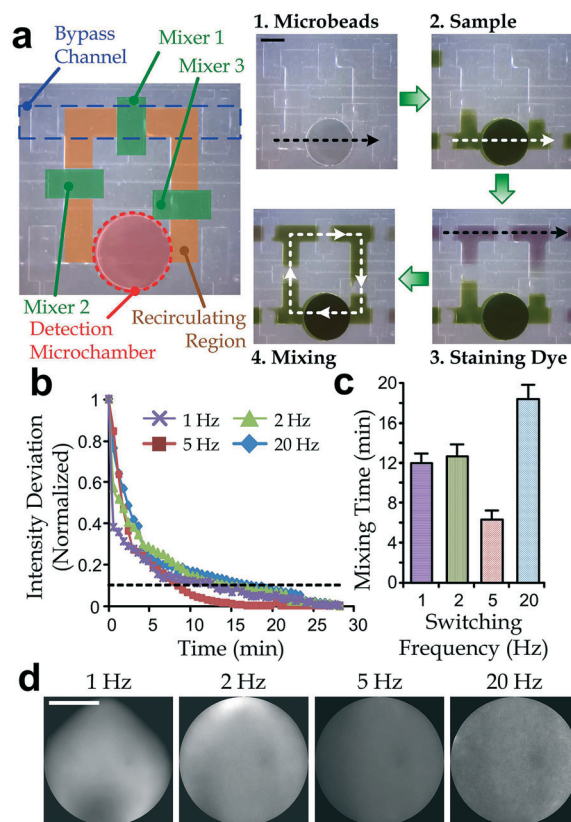 a
Bypass
Channel
Mixer 1
Mixer 3
Mixer 2
Detection
Microchamber
Recirculating
Region
1. Microbeads
2. Sample
4. Mixing
3. Staining Dye
b
Intensity Deviation
(Normalized)
1
0.8
0.6
0.4
0.20
0
0
5
10
15
20
25
30
Time (min)
1 Hz
2 Hz
5 Hz
20 Hz
c
Mixing Time (min)
20
16
12
8
4
0
1
2
5
20
Switching
Frequency (Hz)
d
1 Hz
2 Hz
5 Hz
20 Hz